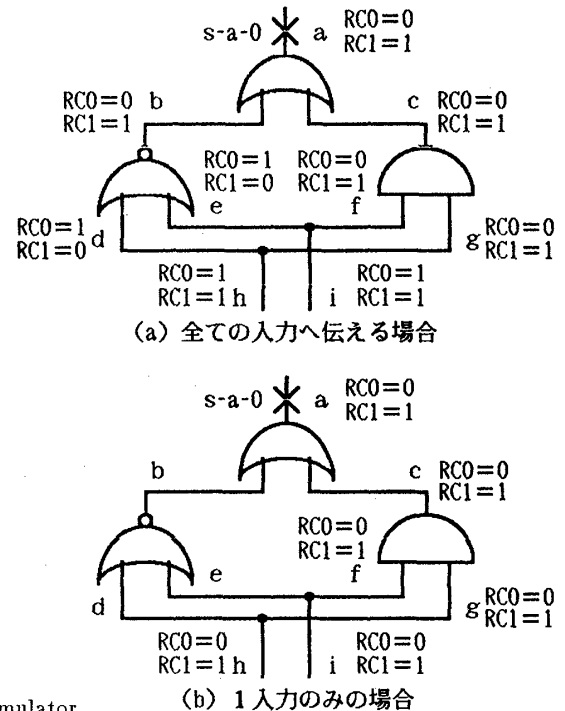 s-a-0 a RC0=0
RC1=1
RC0=0 b c RC0=0
RC1=1 RC1=1
RC0=1 RC0=0
RC1=0 RC1=1
e f
RC0=1 d g RC0=0
RC1=0 RC1=1
RC0=1 RC0=1
RC1=1 h i RC1=1
(a) 全ての入力へ伝える場合
s-a-0 a RC0=0
RC1=1
b c RC0=0
RC1=1
RC0=0
RC1=1
e f
d g RC0=0
RC1=1
RC0=0 RC0=0
RC1=1 h i RC1=1
mulator
(b) 1入力のみの場合